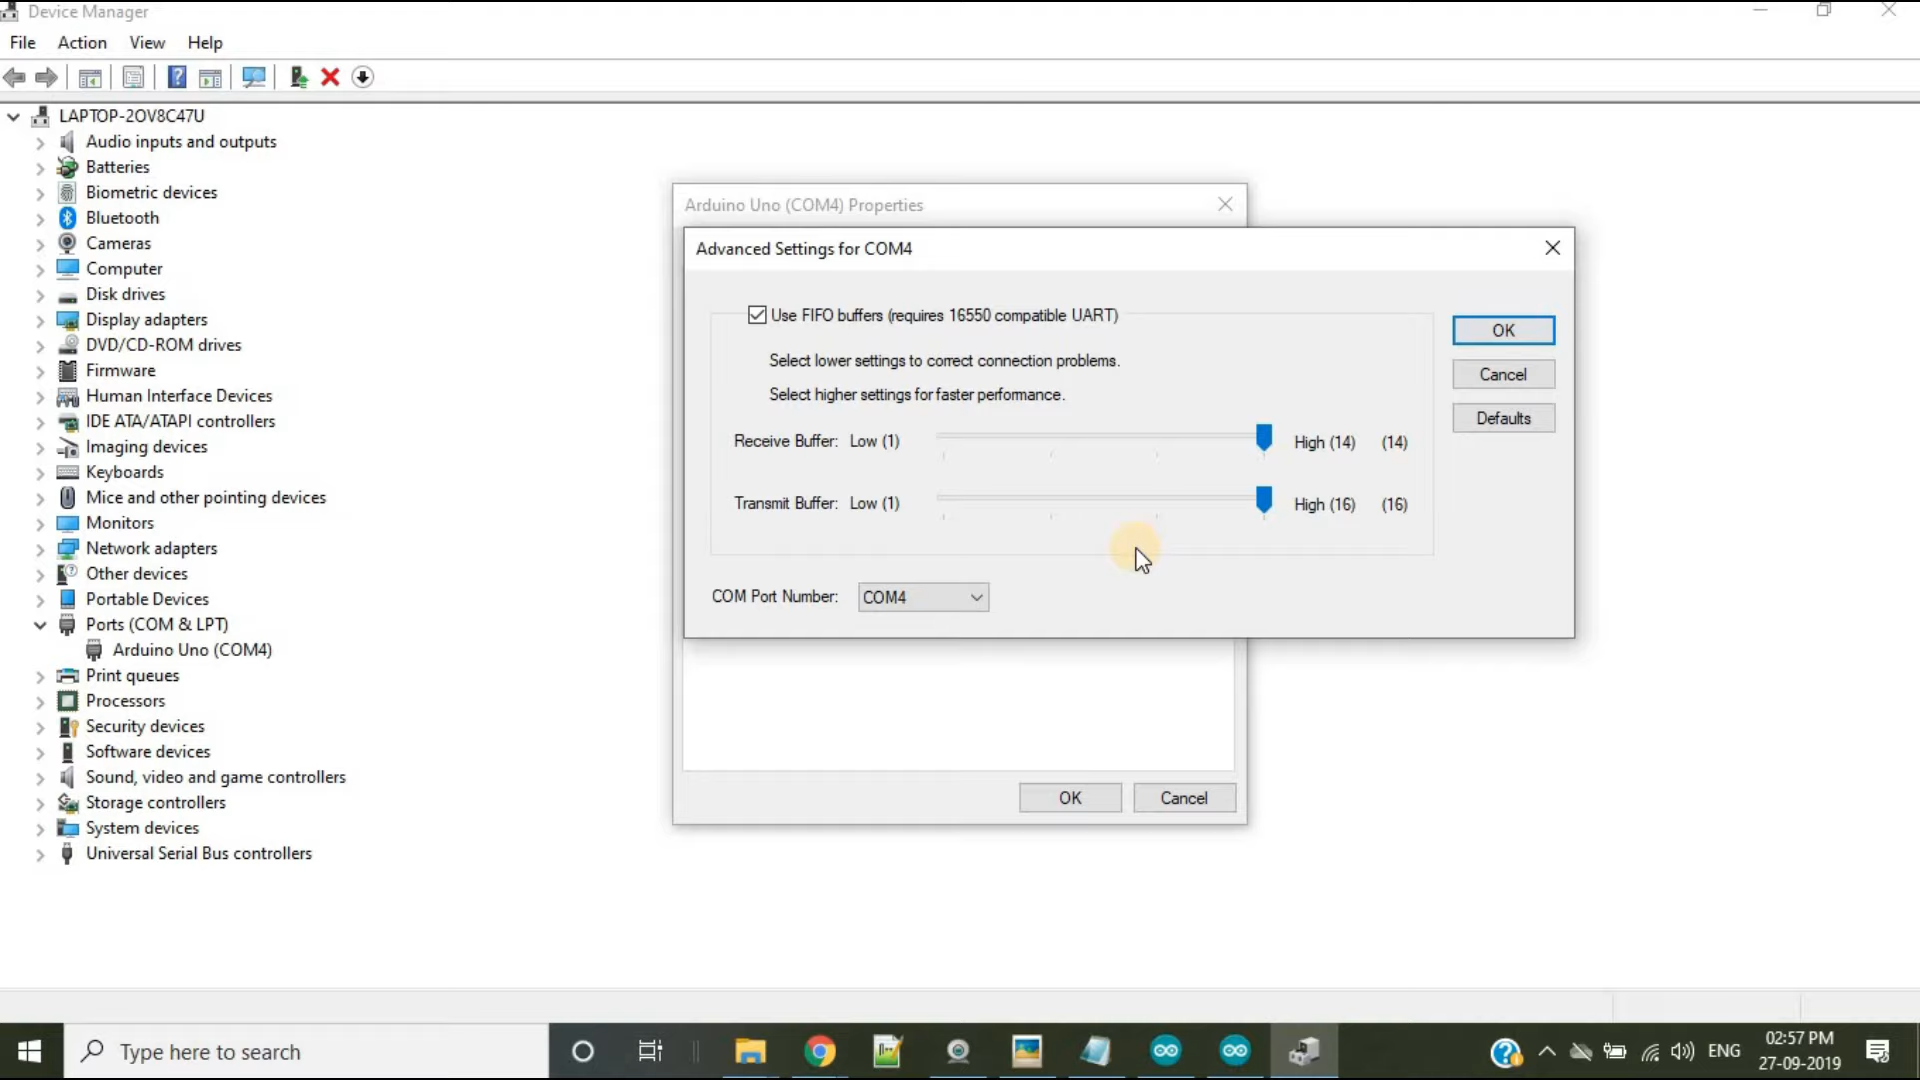 Device Manager
File Action View Help
LAPTOP-2OV8C47U
Audio inputs and outputs
Batteries
Biometric devices
Bluetooth
Cameras
Computer
Disk drives
Display adapters
DVD/CD-ROM drives
Firmware
Human Interface Devices
IDE ATA/ATAPI controllers
Imaging devices
Keyboards
Mice and other pointing devices
Monitors
Network adapters
Other devices
Portable Devices
Ports (COM & LPT)
Arduino Uno (COM4)
Print queues
Processors
Security devices
Software devices
Sound, video and game controllers
Storage controllers
System devices
Universal Serial Bus controllers
Arduino Uno (COM4) Properties
Advanced Settings for COM4
Use FIFO buffers (requires 16550 compatible UART)
Select lower settings to correct connection problems.
Select higher settings for faster performance.
Receive Buffer: Low (1) High (14) (14)
Transmit Buffer: Low (1) High (16) (16)
COM Port Number: COM4
OK
Cancel
Defaults
OK Cancel
Type here to search
ENG
02:57 PM
27-09-2019